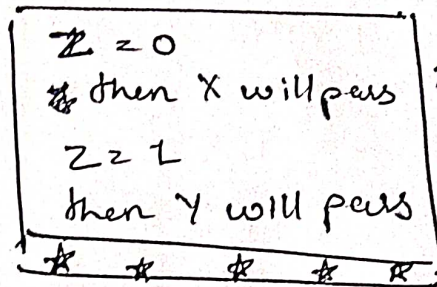 Z = 0
then X will pass
Z = 1
then Y will pass